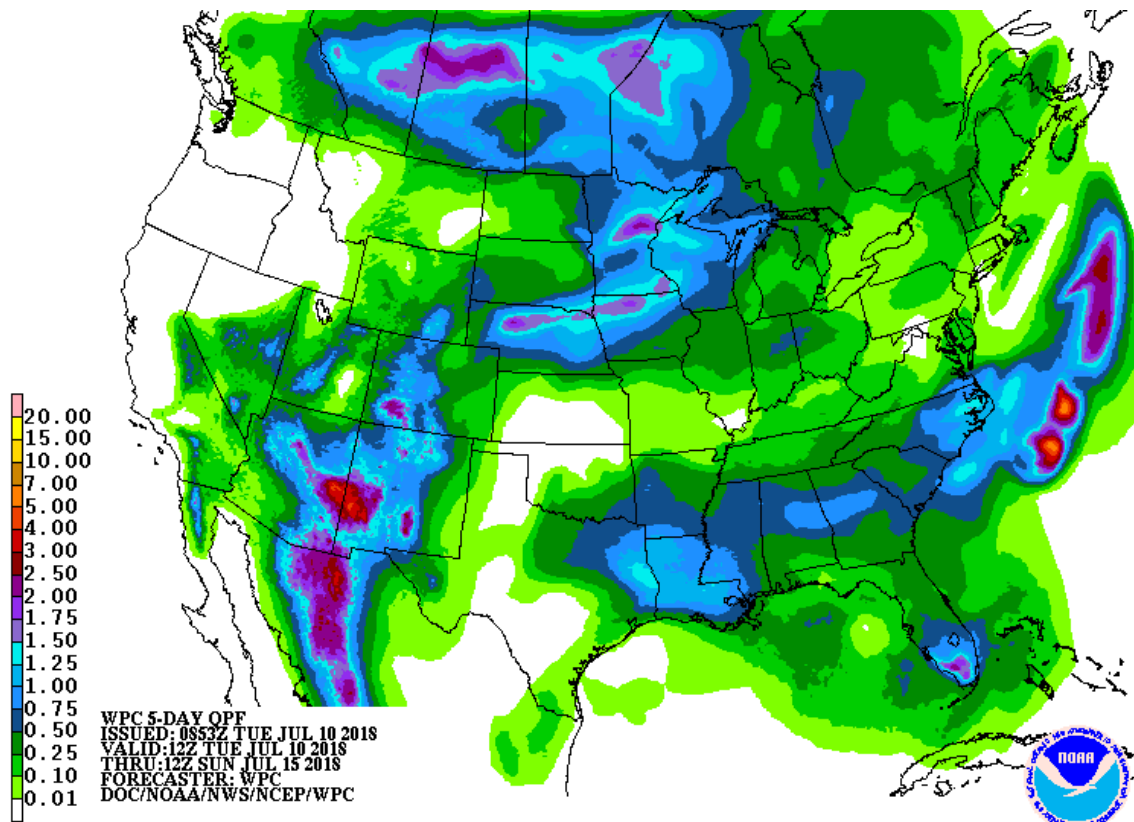 20.00
15.00
10.00
7.00
5.00
4.00
3.00
2.50
2.00
1.75
1.50
1.25
1.00
0.75
0.50
0.25
0.10
0.01
WPC 5-DAY QPF
ISSUED: 0853Z TUE JUL 10 2018
VALID:12Z TUE JUL 10 2018
THRU:12Z SUN JUL 15 2018
FORECASTER: WPC
DOC/NOAA/NWS/NCEP/WPC
NOAA